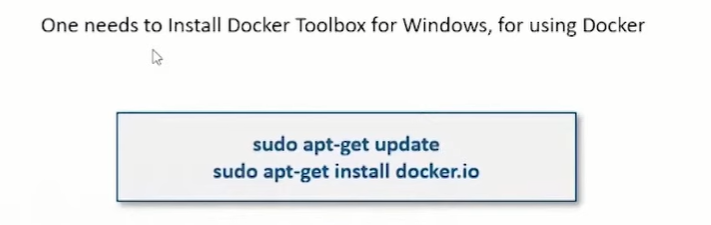 One needs to Install Docker Toolbox for Windows, for using Docker
sudo apt-get update
sudo apt-get install docker.io